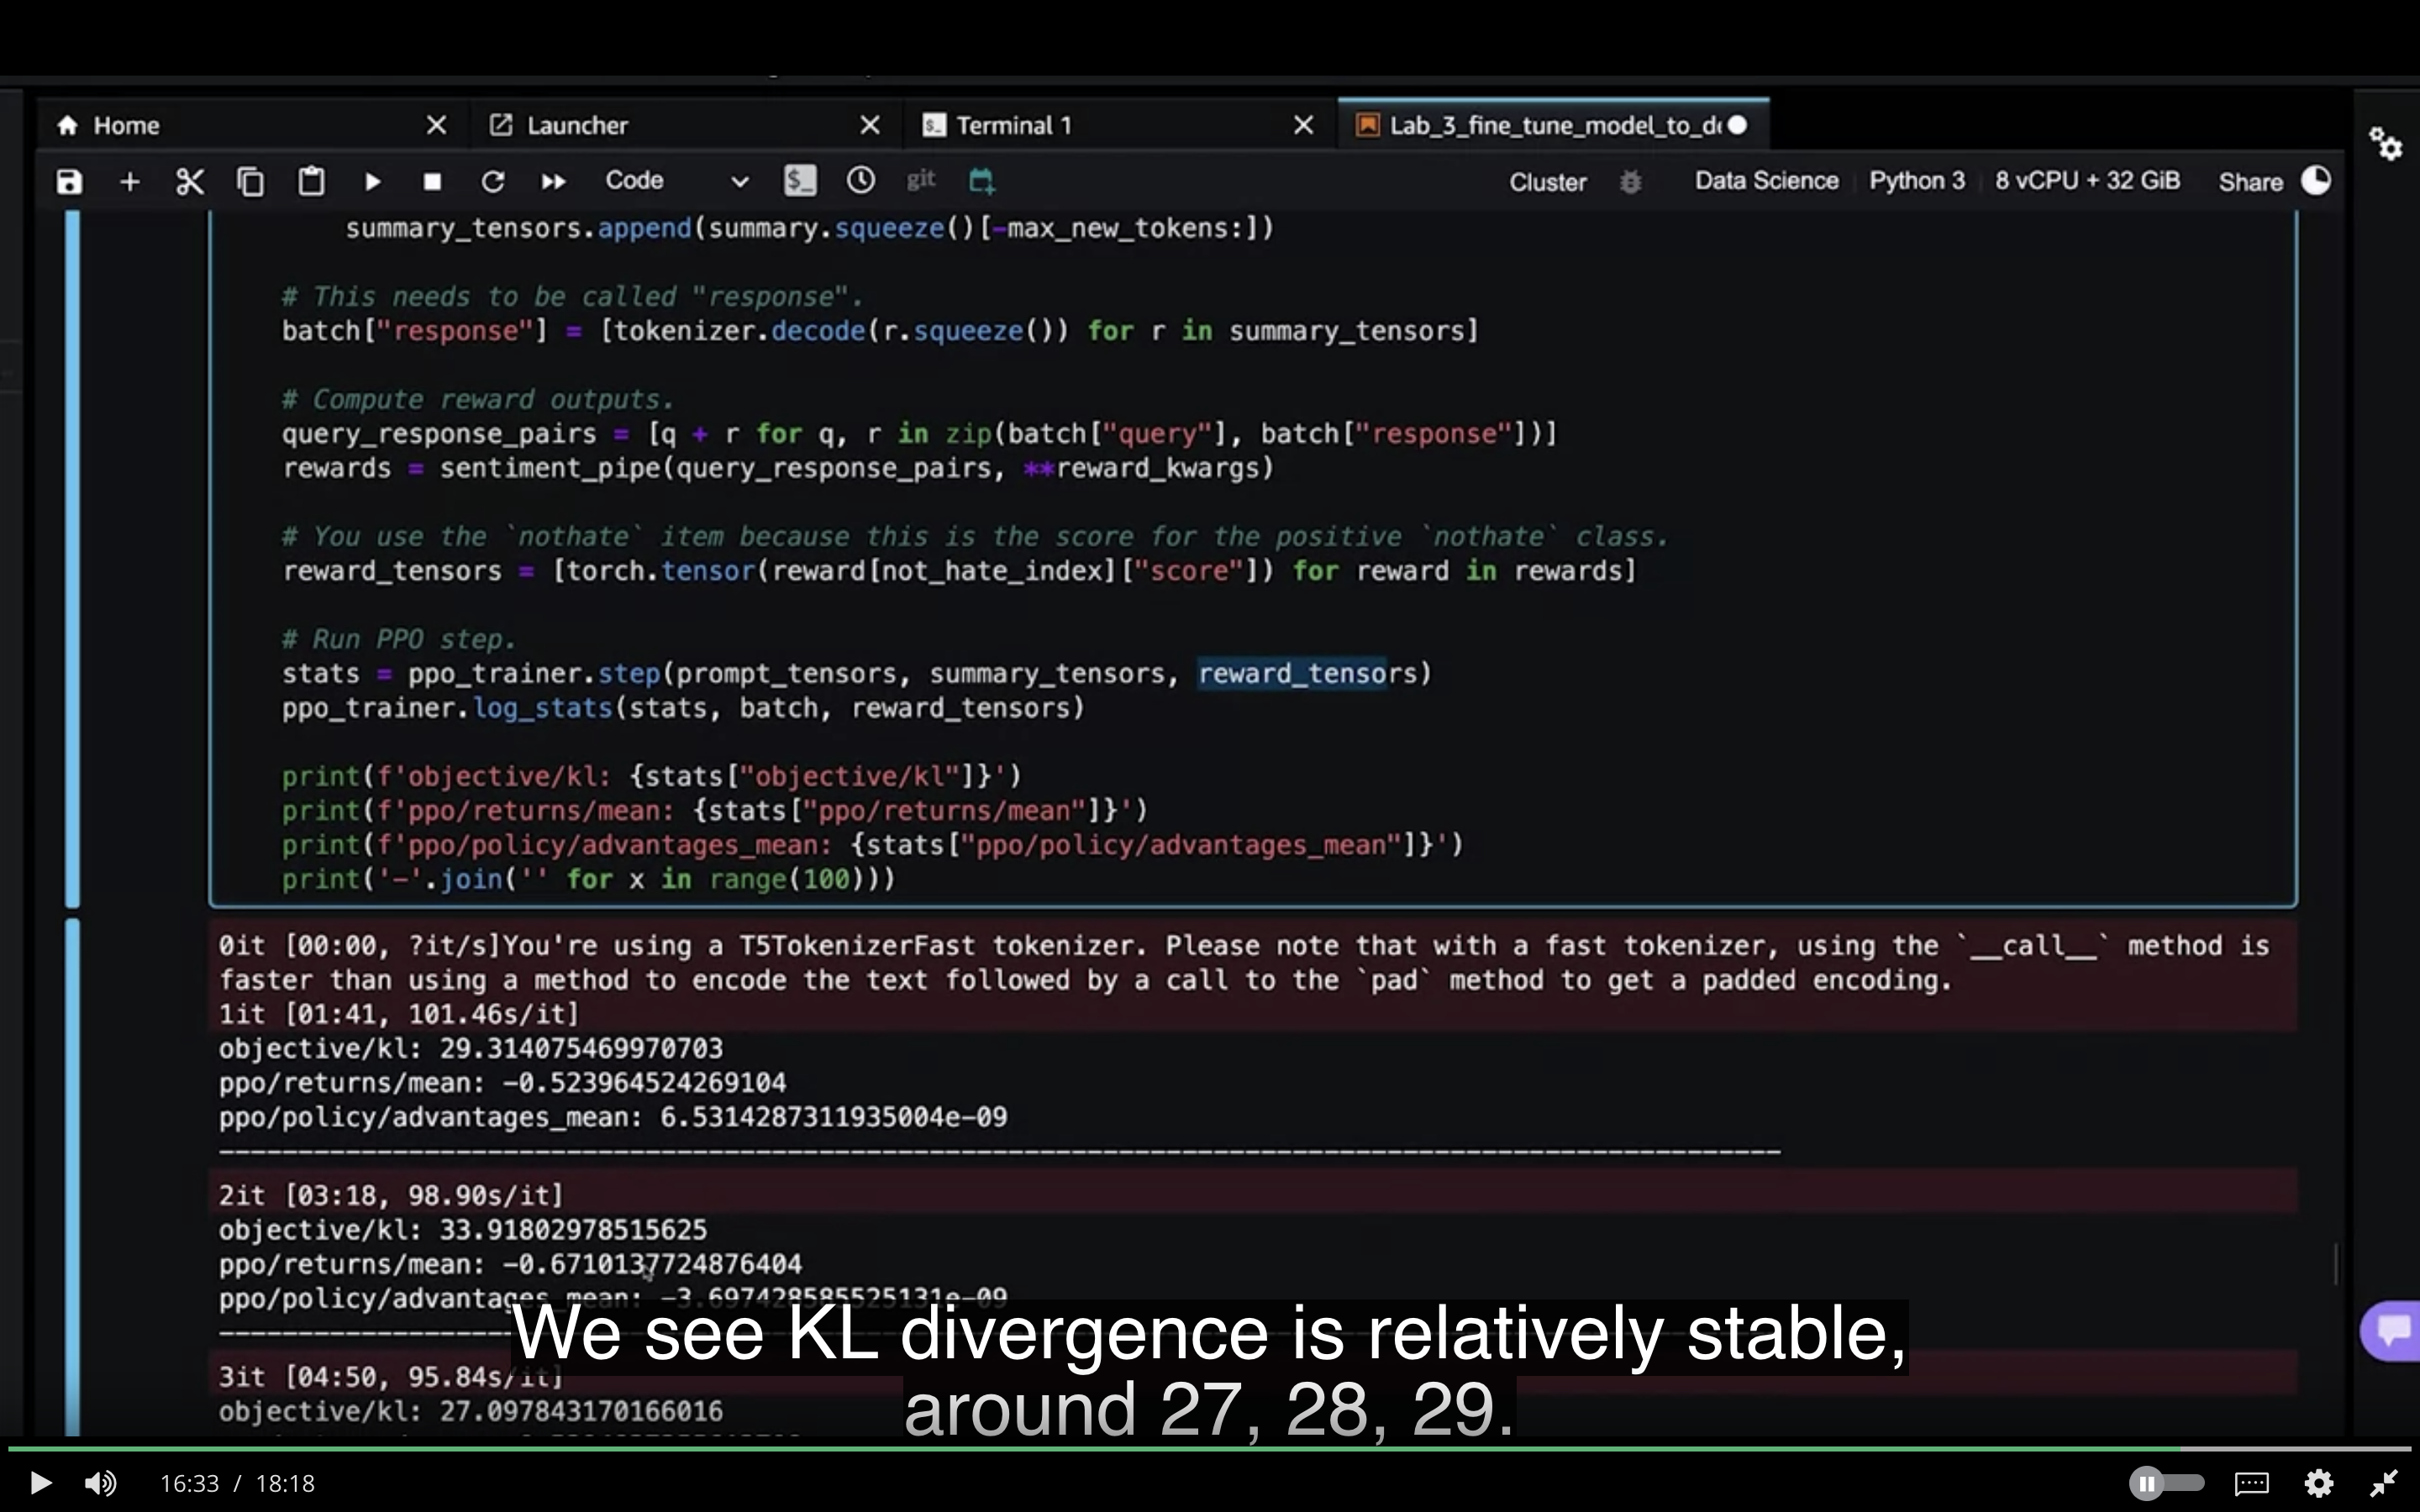 Home
Launcher
Terminal 1
Lab_3_fine_tune_model_to_de
Code
git
Cluster
Data Science
Python 3
8 vCPU + 32 GiB
Share
summary_tensors.append(summary.squeeze()[-max_new_tokens:])
# This needs to be called "response".
batch["response"] = [tokenizer.decode(r.squeeze()) for r in summary_tensors]
# Compute reward outputs.
query_response_pairs = [q + r for q, r in zip(batch["query"], batch["response"])]
rewards = sentiment_pipe(query_response_pairs, **reward_kwargs)
# You use the `nothate` item because this is the score for the positive `nothate` class.
reward_tensors = [torch.tensor(reward[not_hate_index]["score"]) for reward in rewards]
# Run PPO step.
stats = ppo_trainer.step(prompt_tensors, summary_tensors, reward_tensors)
ppo_trainer.log_stats(stats, batch, reward_tensors)
print(f'objective/kl: {stats["objective/kl"]}')
print(f'ppo/returns/mean: {stats["ppo/returns/mean"]}')
print(f'ppo/policy/advantages_mean: {stats["ppo/policy/advantages_mean"]}')
print('-'.join('' for x in range(100)))
0it [00:00, ?it/s]You're using a T5TokenizerFast tokenizer. Please note that with a fast tokenizer, using the `__call__` method is
faster than using a method to encode the text followed by a call to the `pad` method to get a padded encoding.
1it [01:41, 101.46s/it]
objective/kl: 29.314075469970703
ppo/returns/mean: -0.523964524269104
ppo/policy/advantages_mean: 6.5314287311935004e-09
---------------------------------------------------------------------------------------------------
2it [03:18, 98.90s/it]
objective/kl: 33.91802978515625
ppo/returns/mean: -0.6710137724876404
ppo/policy/advantages_mean: -3.697428585525131e-09
We see KL divergence is relatively stable,
3it [04:50, 95.84s/it]
objective/kl: 27.097843170166016
around 27, 28, 29.
16:33 / 18:18